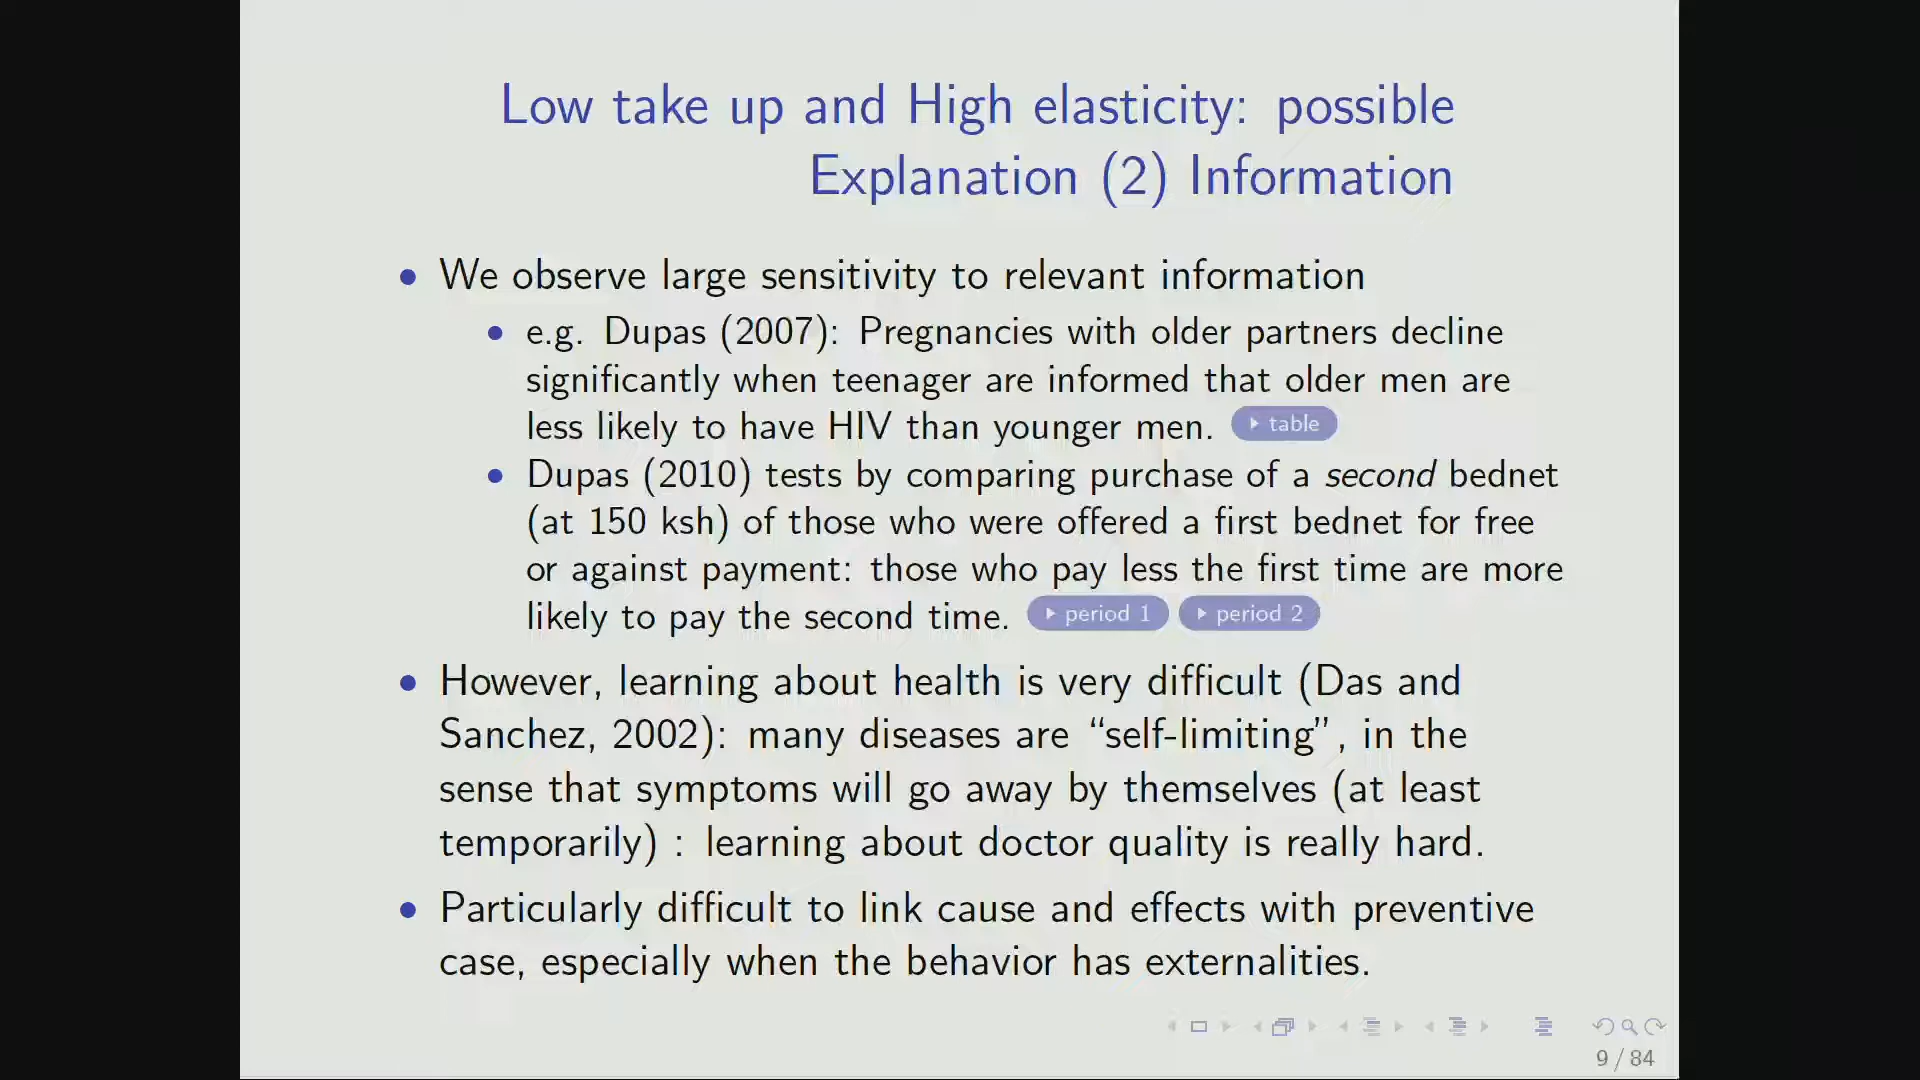 Low take up and High elasticity: possible
Explanation (2) Information
We observe large sensitivity to relevant information
e.g. Dupas (2007): Pregnancies with older partners decline
significantly when teenager are informed that older men are
less likely to have HIV than younger men. table
Dupas (2010) tests by comparing purchase of a second bednet
(at 150 ksh) of those who were offered a first bednet for free
or against payment: those who pay less the first time are more
likely to pay the second time. period 1 period 2
However, learning about health is very difficult (Das and
Sanchez, 2002): many diseases are “self-limiting”, in the
sense that symptoms will go away by themselves (at least
temporarily) : learning about doctor quality is really hard.
Particularly difficult to link cause and effects with preventive
case, especially when the behavior has externalities.
9 / 84